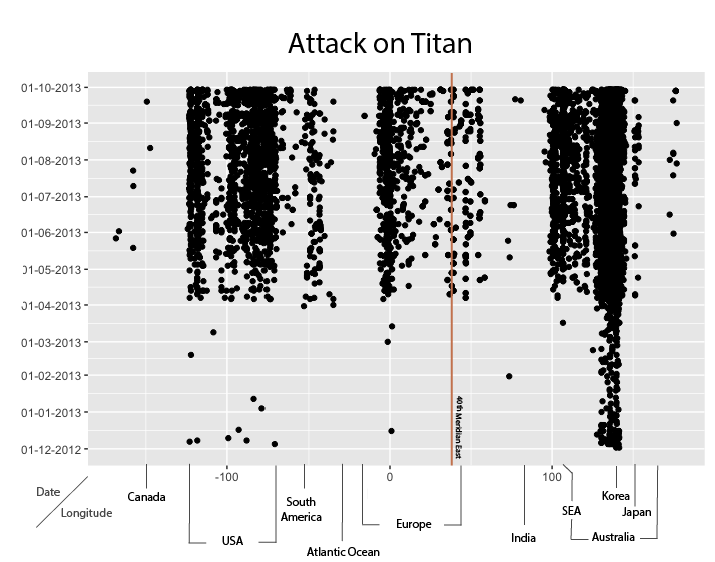 Attack on Titan
01-10-2013
01-09-2013
01-08-2013
01-07-2013
01-06-2013
01-05-2013
01-04-2013
01-03-2013
01-02-2013
01-01-2013
01-12-2012
40th Meridian East
-100
0
100
Date
Longitude
Canada
USA
South
America
Atlantic Ocean
Europe
India
SEA
Korea
Japan
Australia